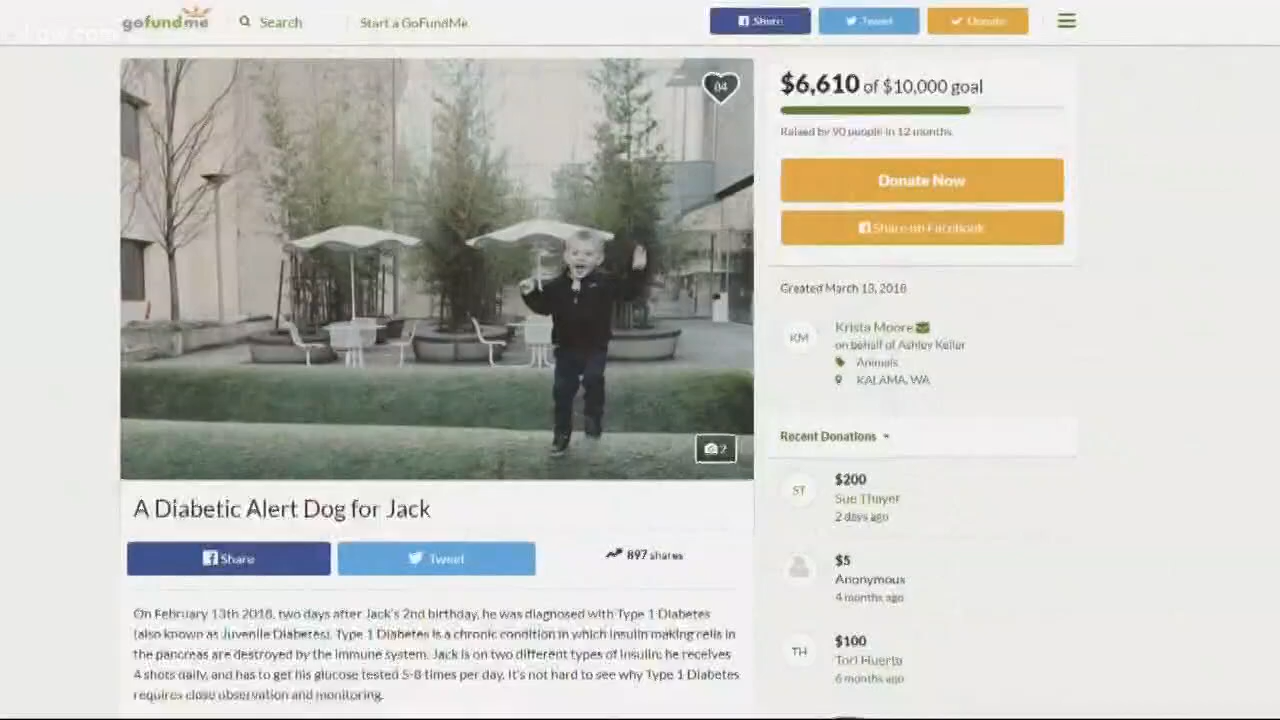 gofundme
Search
Start a GoFundMe
Share
Tweet
Donate
84
$6,610 of $10,000 goal
Raised by 90 people in 12 months
Donate Now
Share on Facebook
Created March 13, 2018
KM
Krista Moore
on behalf of Ashley Keller
Animals
KALAMA, WA
Recent Donations
ST
$200
Sue Thayer
2 days ago
$5
Anonymous
4 months ago
TH
$100
Tori Huerta
6 months ago
2
A Diabetic Alert Dog for Jack
Share
Tweet
897 shares
On February 13th 2018, two days after Jack's 2nd birthday, he was diagnosed with Type 1 Diabetes
(also known as Juvenile Diabetes). Type 1 Diabetes is a chronic condition in which insulin making cells in
the pancreas are destroyed by the immune system. Jack is on two different types of insulin; he receives
4 shots daily, and has to get his glucose tested 5-8 times per day. It's not hard to see why Type 1 Diabetes
requires close observation and monitoring.